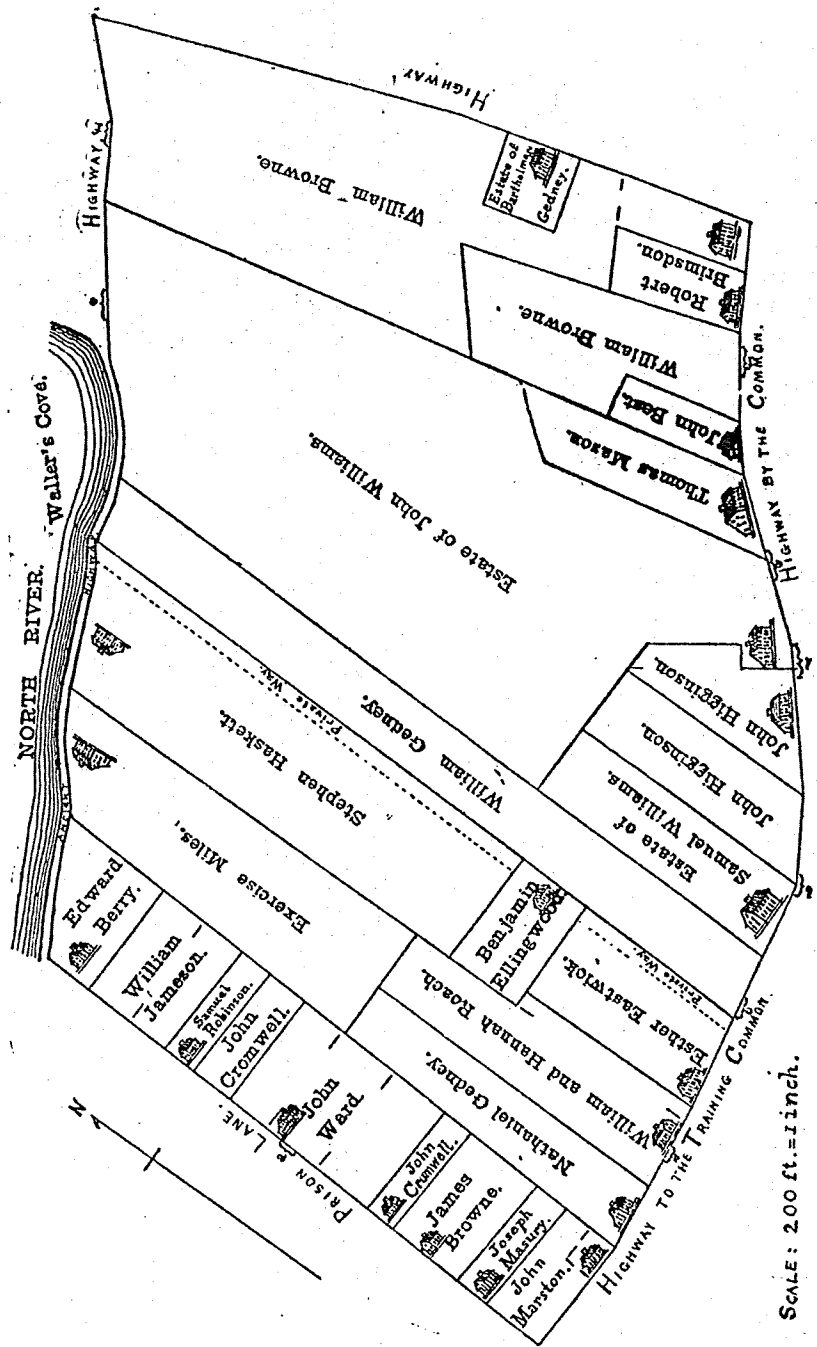 HIGHWAY
HIGHWAY
William Browne.
Estate of
Bartholmew
Gedney.
Robert
Brimsdon.
William Browne.
John Best.
Thomas Mason.
HIGHWAY BY THE COMMON.
Waller's Cove.
NORTH RIVER.
Estate of John Williams.
ANCIENT
HIGHWAY
Private Way.
William Gedney.
Stephen Haskett.
Exercise Miles.
John Higginson.
John Higginson.
Estate of
Samuel Williams.
Edward
Berry.
William
Jameson.
Samuel
Robinson.
John
Cromwell.
John
Ward.
John
Cromwell.
James
Browne.
Joseph
Masury.
John
Marston.
Benjamin
Ellingwood.
Private Way.
Esther Eastwick.
William and Hannah Roach.
Nathaniel Gedney.
PRISON LANE.
N
HIGHWAY TO THE TRAINING COMMON
SCALE: 200 ft. = 1 inch.